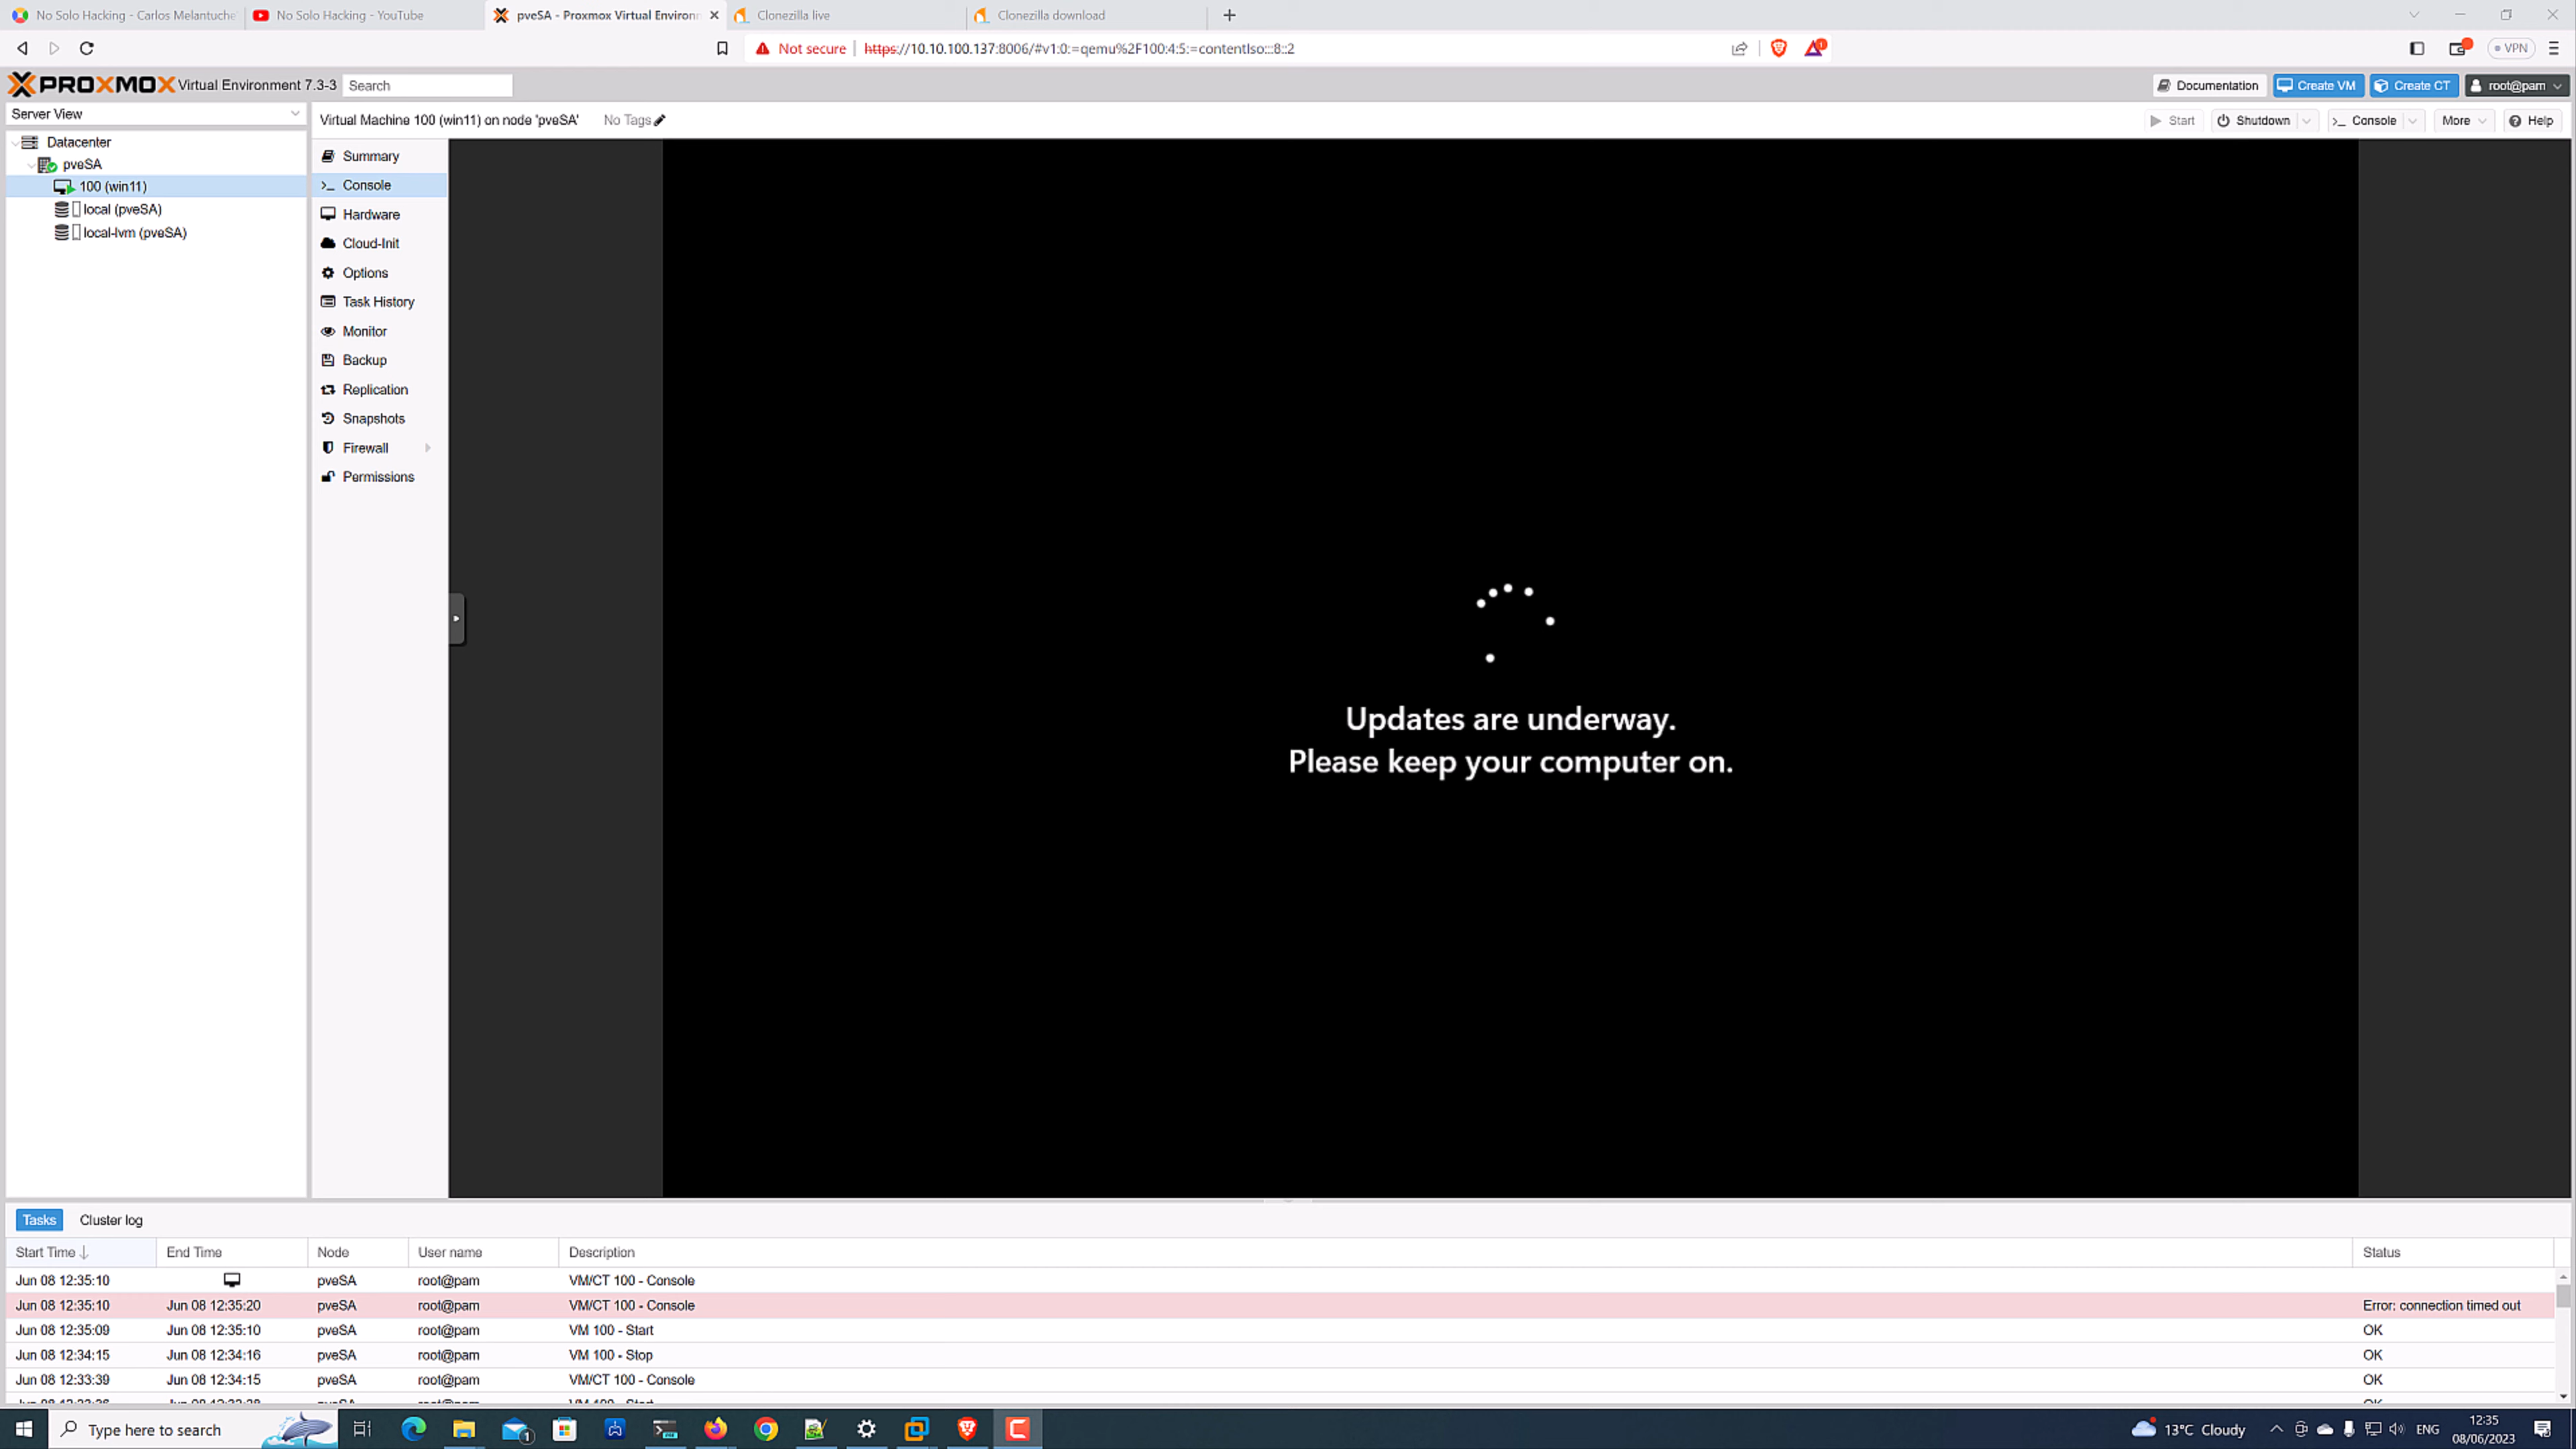 No Solo Hacking - Carlos Melantuche
No Solo Hacking - YouTube
pveSA - Proxmox Virtual Environm
Clonezilla live
Clonezilla download
Not secure
https://10.10.100.137:8006/#v1:0:=qemu%2F100:4:5:=contentIso:::8::2
VPN
PROXMOX Virtual Environment 7.3-3
Search
Documentation
Create VM
Create CT
root@pam
Server View
Virtual Machine 100 (win11) on node 'pveSA'
No Tags
Start
Shutdown
Console
More
Help
Datacenter
pveSA
100 (win11)
local (pveSA)
local-lvm (pveSA)
Summary
Console
Hardware
Cloud-Init
Options
Task History
Monitor
Backup
Replication
Snapshots
Firewall
Permissions
Updates are underway.
Please keep your computer on.
Tasks
Cluster log
Start Time End Time Node User name Description Status
Jun 08 12:35:10 pveSA root@pam VM/CT 100 - Console
Jun 08 12:35:10 Jun 08 12:35:20 pveSA root@pam VM/CT 100 - Console Error: connection timed out
Jun 08 12:35:09 Jun 08 12:35:10 pveSA root@pam VM 100 - Start OK
Jun 08 12:34:15 Jun 08 12:34:16 pveSA root@pam VM 100 - Stop OK
Jun 08 12:33:39 Jun 08 12:34:15 pveSA root@pam VM/CT 100 - Console OK
Type here to search
1
13°C Cloudy
ENG
12:35
08/06/2023